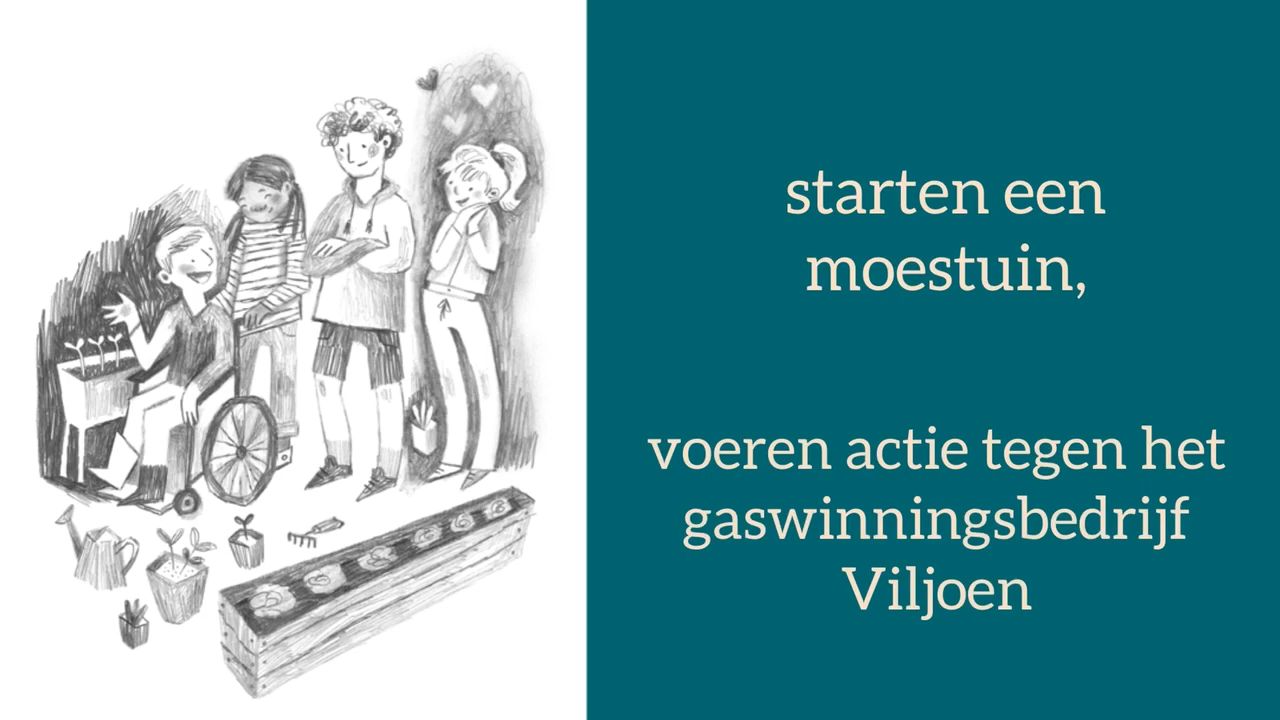 starten een
moestuin,
voeren actie tegen het
gaswinningsbedrijf
Viljoen